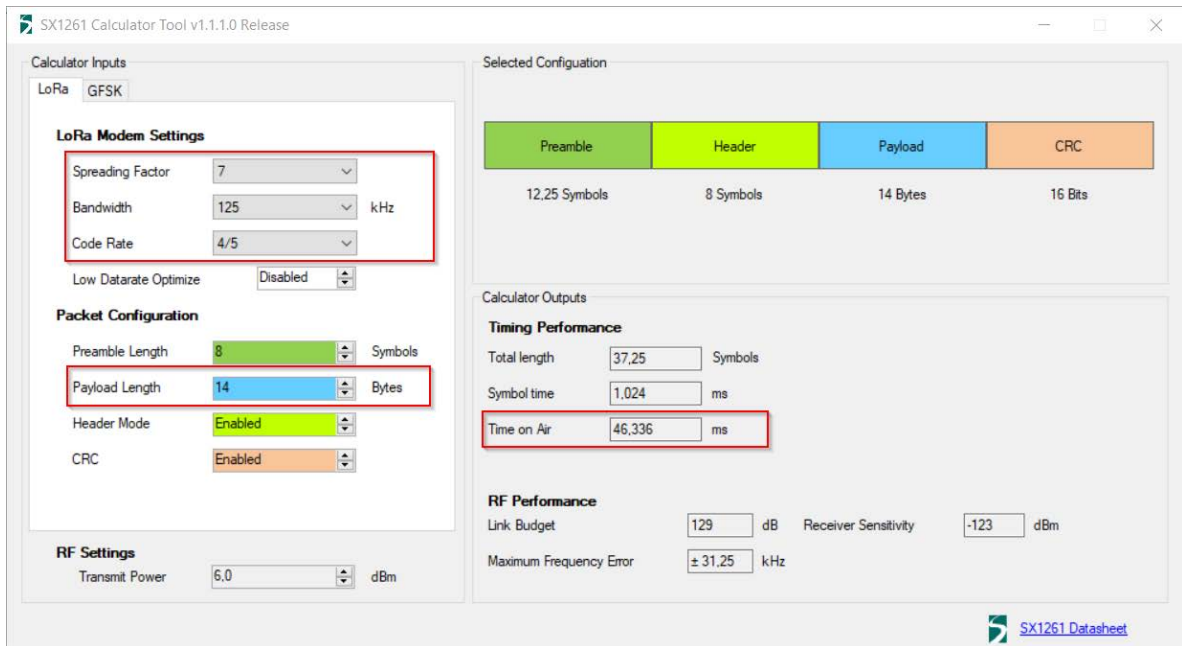 SX1261 Calculator Tool v1.1.1.0 Release
Calculator Inputs
LoRa GFSK
LoRa Modem Settings
Spreading Factor 7
Bandwidth 125 kHz
Code Rate 4/5
Low Datarate Optimize Disabled
Packet Configuration
Preamble Length 8 Symbols
Payload Length 14 Bytes
Header Mode Enabled
CRC Enabled
RF Settings
Transmit Power 6,0 dBm
Selected Configuation
Preamble Header Payload CRC
12,25 Symbols 8 Symbols 14 Bytes 16 Bits
Calculator Outputs
Timing Performance
Total length 37,25 Symbols
Symbol time 1,024 ms
Time on Air 46,336 ms
RF Performance
Link Budget 129 dB Receiver Sensitivity -123 dBm
Maximum Frequency Error ± 31,25 kHz
SX1261 Datasheet